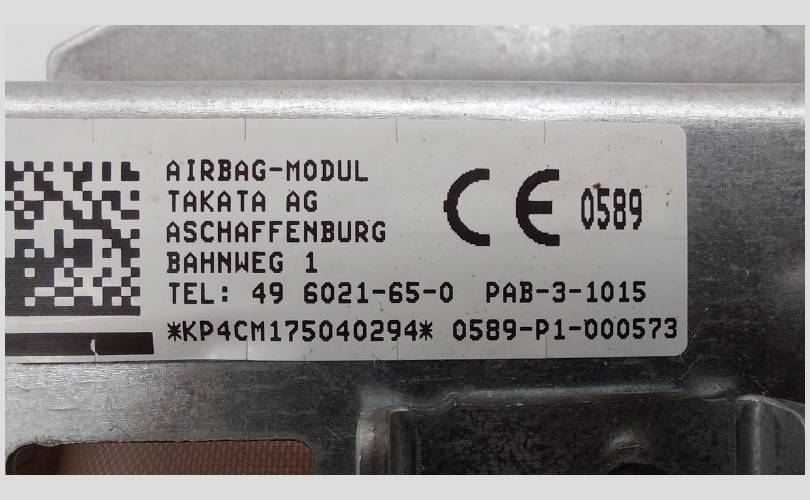 AIRBAG-MODUL
TAKATA AG
ASCHAFFENBURG
BAHNWEG 1
TEL: 49 6021-65-0 PAB-3-1015
*KP4CM175040294* 0589-P1-000573
CE 0589